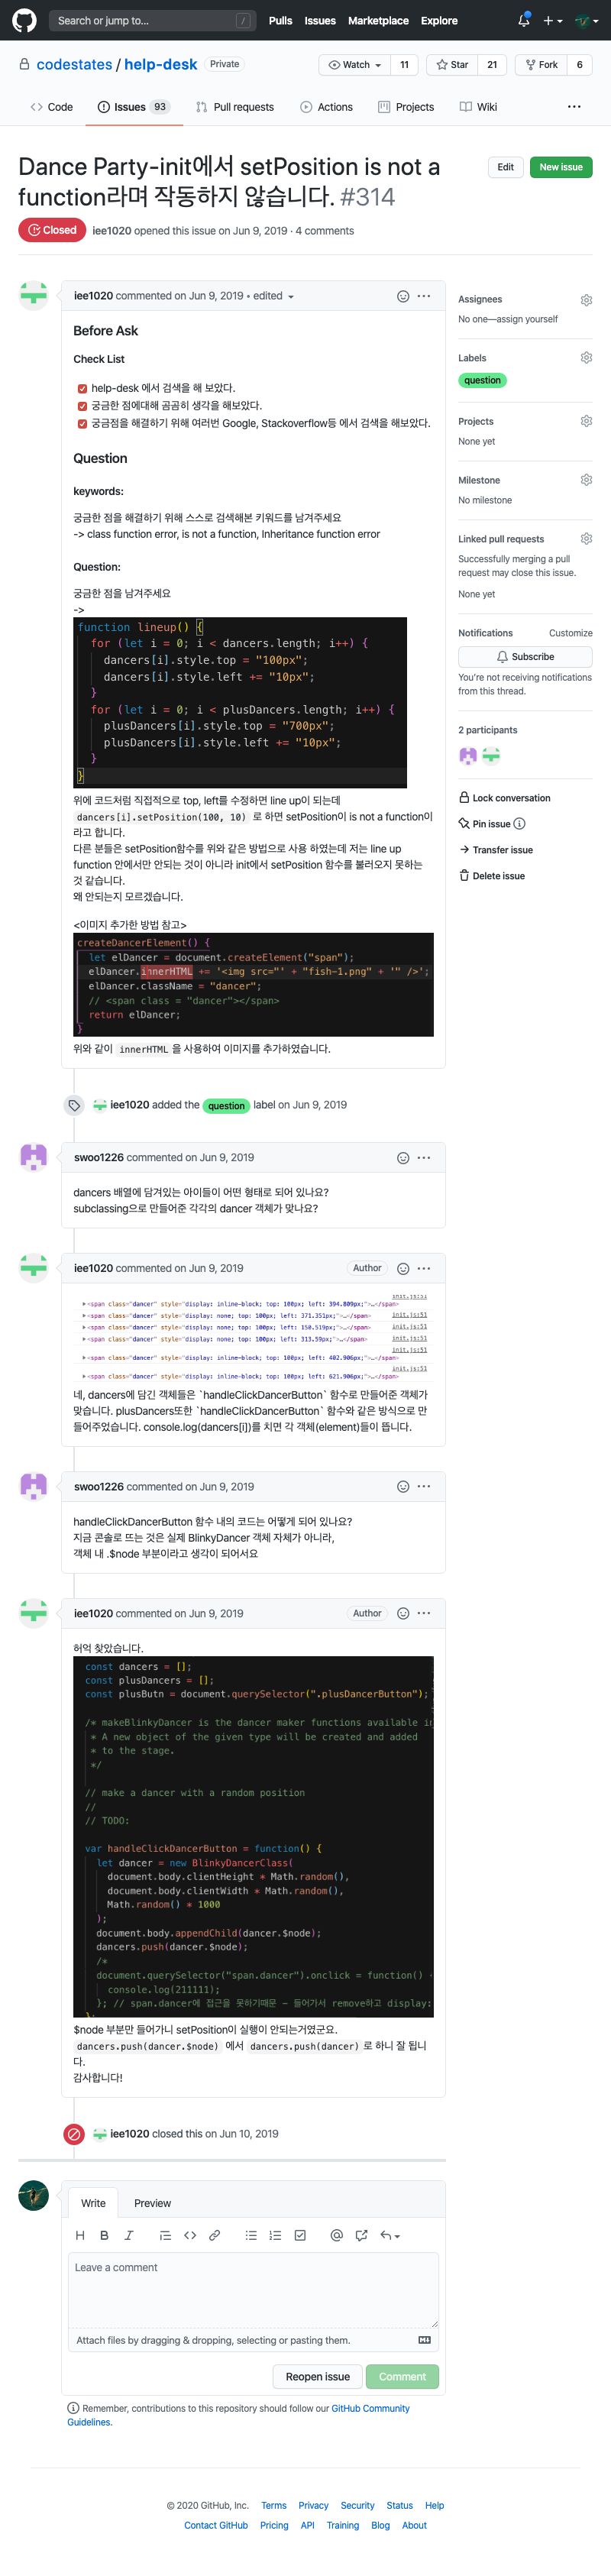 Search or jump to... /
Pulls Issues Marketplace Explore
codestates / help-desk Private
Watch 11 Star 21 Fork 6
Code Issues 93 Pull requests Actions Projects Wiki ...
Dance Party-init에서 setPosition is not a
function라며 작동하지 않습니다. #314
Edit New issue
Closed iee1020 opened this issue on Jun 9, 2019 · 4 comments
iee1020 commented on Jun 9, 2019 • edited
Before Ask
Check List
help-desk 에서 검색을 해 보았다.
궁금한 점에대해 곰곰히 생각을 해보았다.
궁금점을 해결하기 위해 여러번 Google, Stackoverflow등 에서 검색을 해보았다.
Question
keywords:
궁금한 점을 해결하기 위해 스스로 검색해본 키워드를 남겨주세요
-> class function error, is not a function, Inheritance function error
Question:
궁금한 점을 남겨주세요
->
function lineup() {
for (let i = 0; i < dancers.length; i++) {
dancers[i].style.top = "100px";
dancers[i].style.left += "10px";
}
for (let i = 0; i < plusDancers.length; i++) {
plusDancers[i].style.top = "700px";
plusDancers[i].style.left += "10px";
}
}
위에 코드처럼 직접적으로 top, left를 수정하면 line up이 되는데
dancers[i].setPosition(100, 10) 로 하면 setPosition이 is not a function이
라고 합니다.
다른 분들은 setPosition함수를 위와 같은 방법으로 사용 하였는데 저는 line up
function 안에서만 안되는 것이 아니라 init에서 setPosition 함수를 불러오지 못하는
것 같습니다.
왜 안되는지 모르겠습니다.
<이미지 추가한 방법 참고>
createDancerElement() {
let elDancer = document.createElement("span");
elDancer.innerHTML += '<img src="' + "fish-1.png" + '" />';
elDancer.className = "dancer";
// <span class = "dancer"></span>
return elDancer;
}
위와 같이 innerHTML 을 사용하여 이미지를 추가하였습니다.
iee1020 added the question label on Jun 9, 2019
swoo1226 commented on Jun 9, 2019
dancers 배열에 담겨있는 아이들이 어떤 형태로 되어 있나요?
subclassing으로 만들어준 각각의 dancer 객체가 맞나요?
iee1020 commented on Jun 9, 2019 Author
init.js:51
<span class="dancer" style="display: inline-block; top: 100px; left: 394.809px;">…</span>
<span class="dancer" style="display: none; top: 100px; left: 371.351px;">…</span> init.js:51
<span class="dancer" style="display: none; top: 100px; left: 150.519px;">…</span> init.js:51
<span class="dancer" style="display: none; top: 100px; left: 313.59px;">…</span> init.js:51
init.js:51
<span class="dancer" style="display: inline-block; top: 100px; left: 402.906px;">…</span>
init.js:51
<span class="dancer" style="display: inline-block; top: 100px; left: 621.906px;">…</span>
네, dancers에 담긴 객체들은 `handleClickDancerButton` 함수로 만들어준 객체가
맞습니다. plusDancers또한 `handleClickDancerButton` 함수와 같은 방식으로 만
들어주었습니다. console.log(dancers[i])를 치면 각 객체(element)들이 뜹니다.
swoo1226 commented on Jun 9, 2019
handleClickDancerButton 함수 내의 코드는 어떻게 되어 있나요?
지금 콘솔로 뜨는 것은 실제 BlinkyDancer 객체 자체가 아니라,
객체 내 .$node 부분이라고 생각이 되어서요
iee1020 commented on Jun 9, 2019 Author
허억 찾았습니다.
const dancers = [];
const plusDancers = [];
const plusButn = document.querySelector(".plusDancerButton");
/* makeBlinkyDancer is the dancer maker functions available in
* A new object of the given type will be created and added
* to the stage.
*/
// make a dancer with a random position
//
// TODO:
var handleClickDancerButton = function() {
let dancer = new BlinkyDancerClass(
document.body.clientHeight * Math.random(),
document.body.clientWidth * Math.random(),
Math.random() * 1000
);
document.body.appendChild(dancer.$node);
dancers.push(dancer.$node);
/*
document.querySelector("span.dancer").onclick = function() {
console.log(211111);
}; // span.dancer에 접근을 못하기때문 - 들어가서 remove하고 display:
};
$node 부분만 들어가니 setPosition이 실행이 안되는거였군요.
dancers.push(dancer.$node) 에서 dancers.push(dancer) 로 하니 잘 됩니
다.
감사합니다!
iee1020 closed this on Jun 10, 2019
Assignees
No one—assign yourself
Labels
question
Projects
None yet
Milestone
No milestone
Linked pull requests
Successfully merging a pull
request may close this issue.
None yet
Notifications Customize
Subscribe
You're not receiving notifications
from this thread.
2 participants
Lock conversation
Pin issue
Transfer issue
Delete issue
Write Preview
Leave a comment
Attach files by dragging & dropping, selecting or pasting them.
Reopen issue Comment
Remember, contributions to this repository should follow our GitHub Community
Guidelines.
© 2020 GitHub, Inc. Terms Privacy Security Status Help
Contact GitHub Pricing API Training Blog About